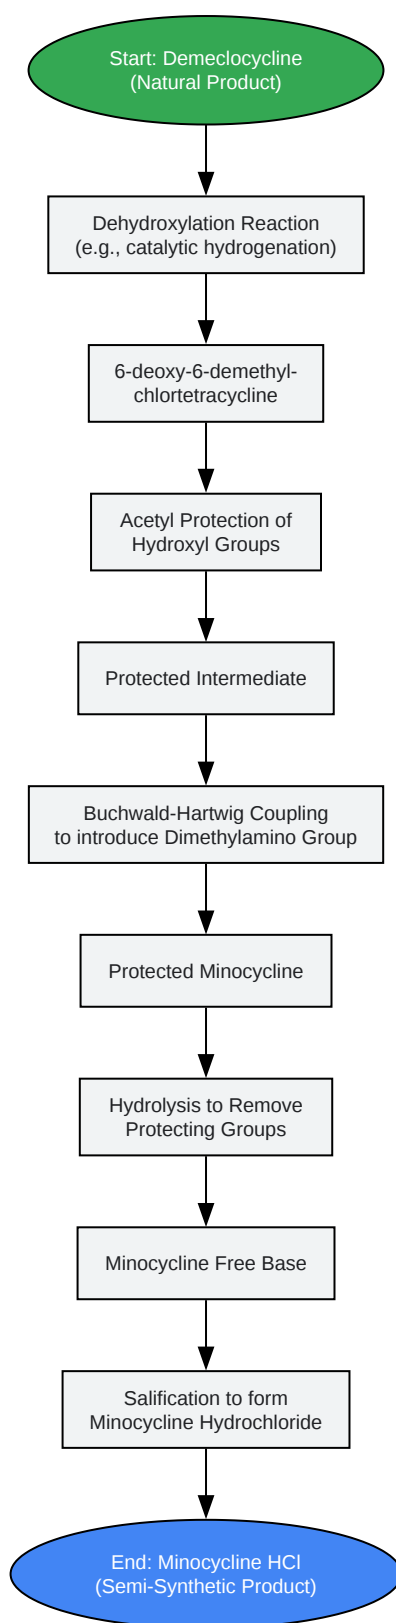 Start: Demeclocycline
(Natural Product)
Dehydroxylation Reaction
(e.g., catalytic hydrogenation)
6-deoxy-6-demethyl-
chlortetracycline
Acetyl Protection of
Hydroxyl Groups
Protected Intermediate
Buchwald-Hartwig Coupling
to introduce Dimethylamino Group
Protected Minocycline
Hydrolysis to Remove
Protecting Groups
Minocycline Free Base
Salification to form
Minocycline Hydrochloride
End: Minocycline HCl
(Semi-Synthetic Product)